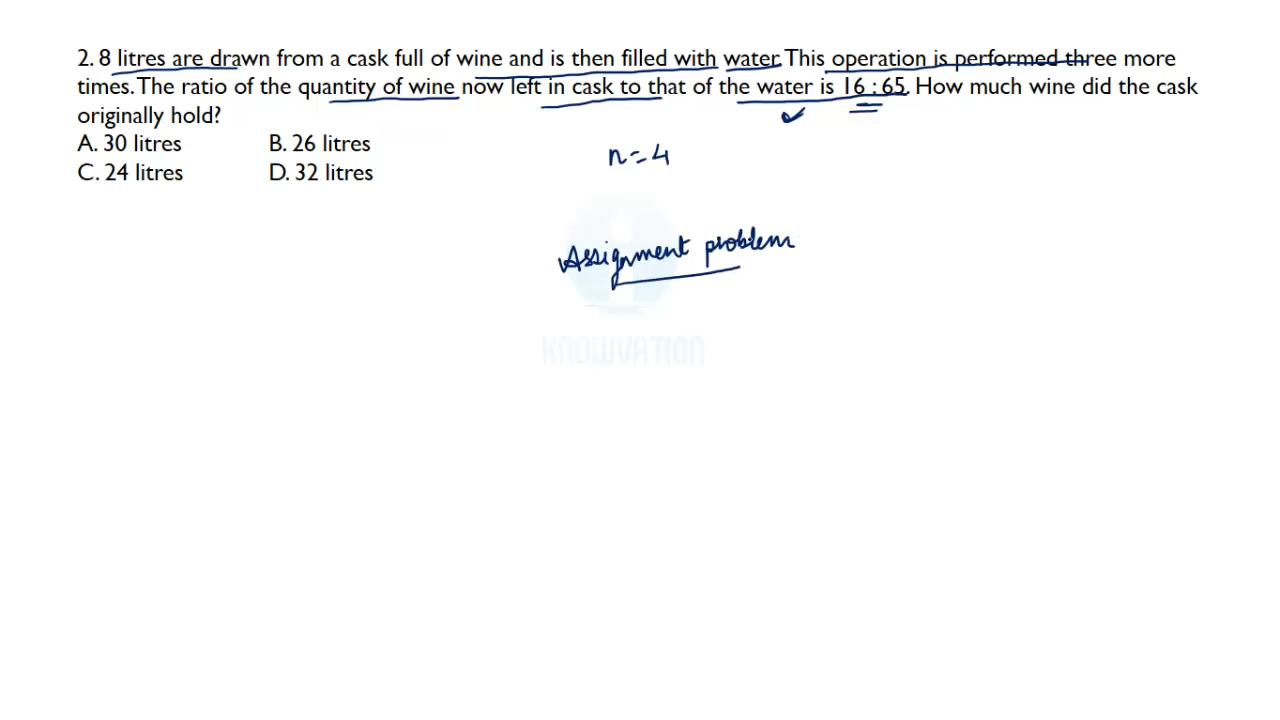 2. 8 litres are drawn from a cask full of wine and is then filled with water. This operation is performed three more
times. The ratio of the quantity of wine now left in cask to that of the water is 16 : 65. How much wine did the cask
originally hold?
A. 30 litres B. 26 litres
C. 24 litres D. 32 litres
n=4
Assignment problem
KNOWVATION